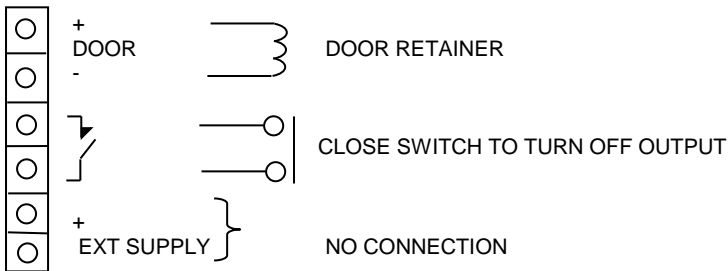 +
DOOR DOOR RETAINER
-
CLOSE SWITCH TO TURN OFF OUTPUT
+
EXT SUPPLY NO CONNECTION